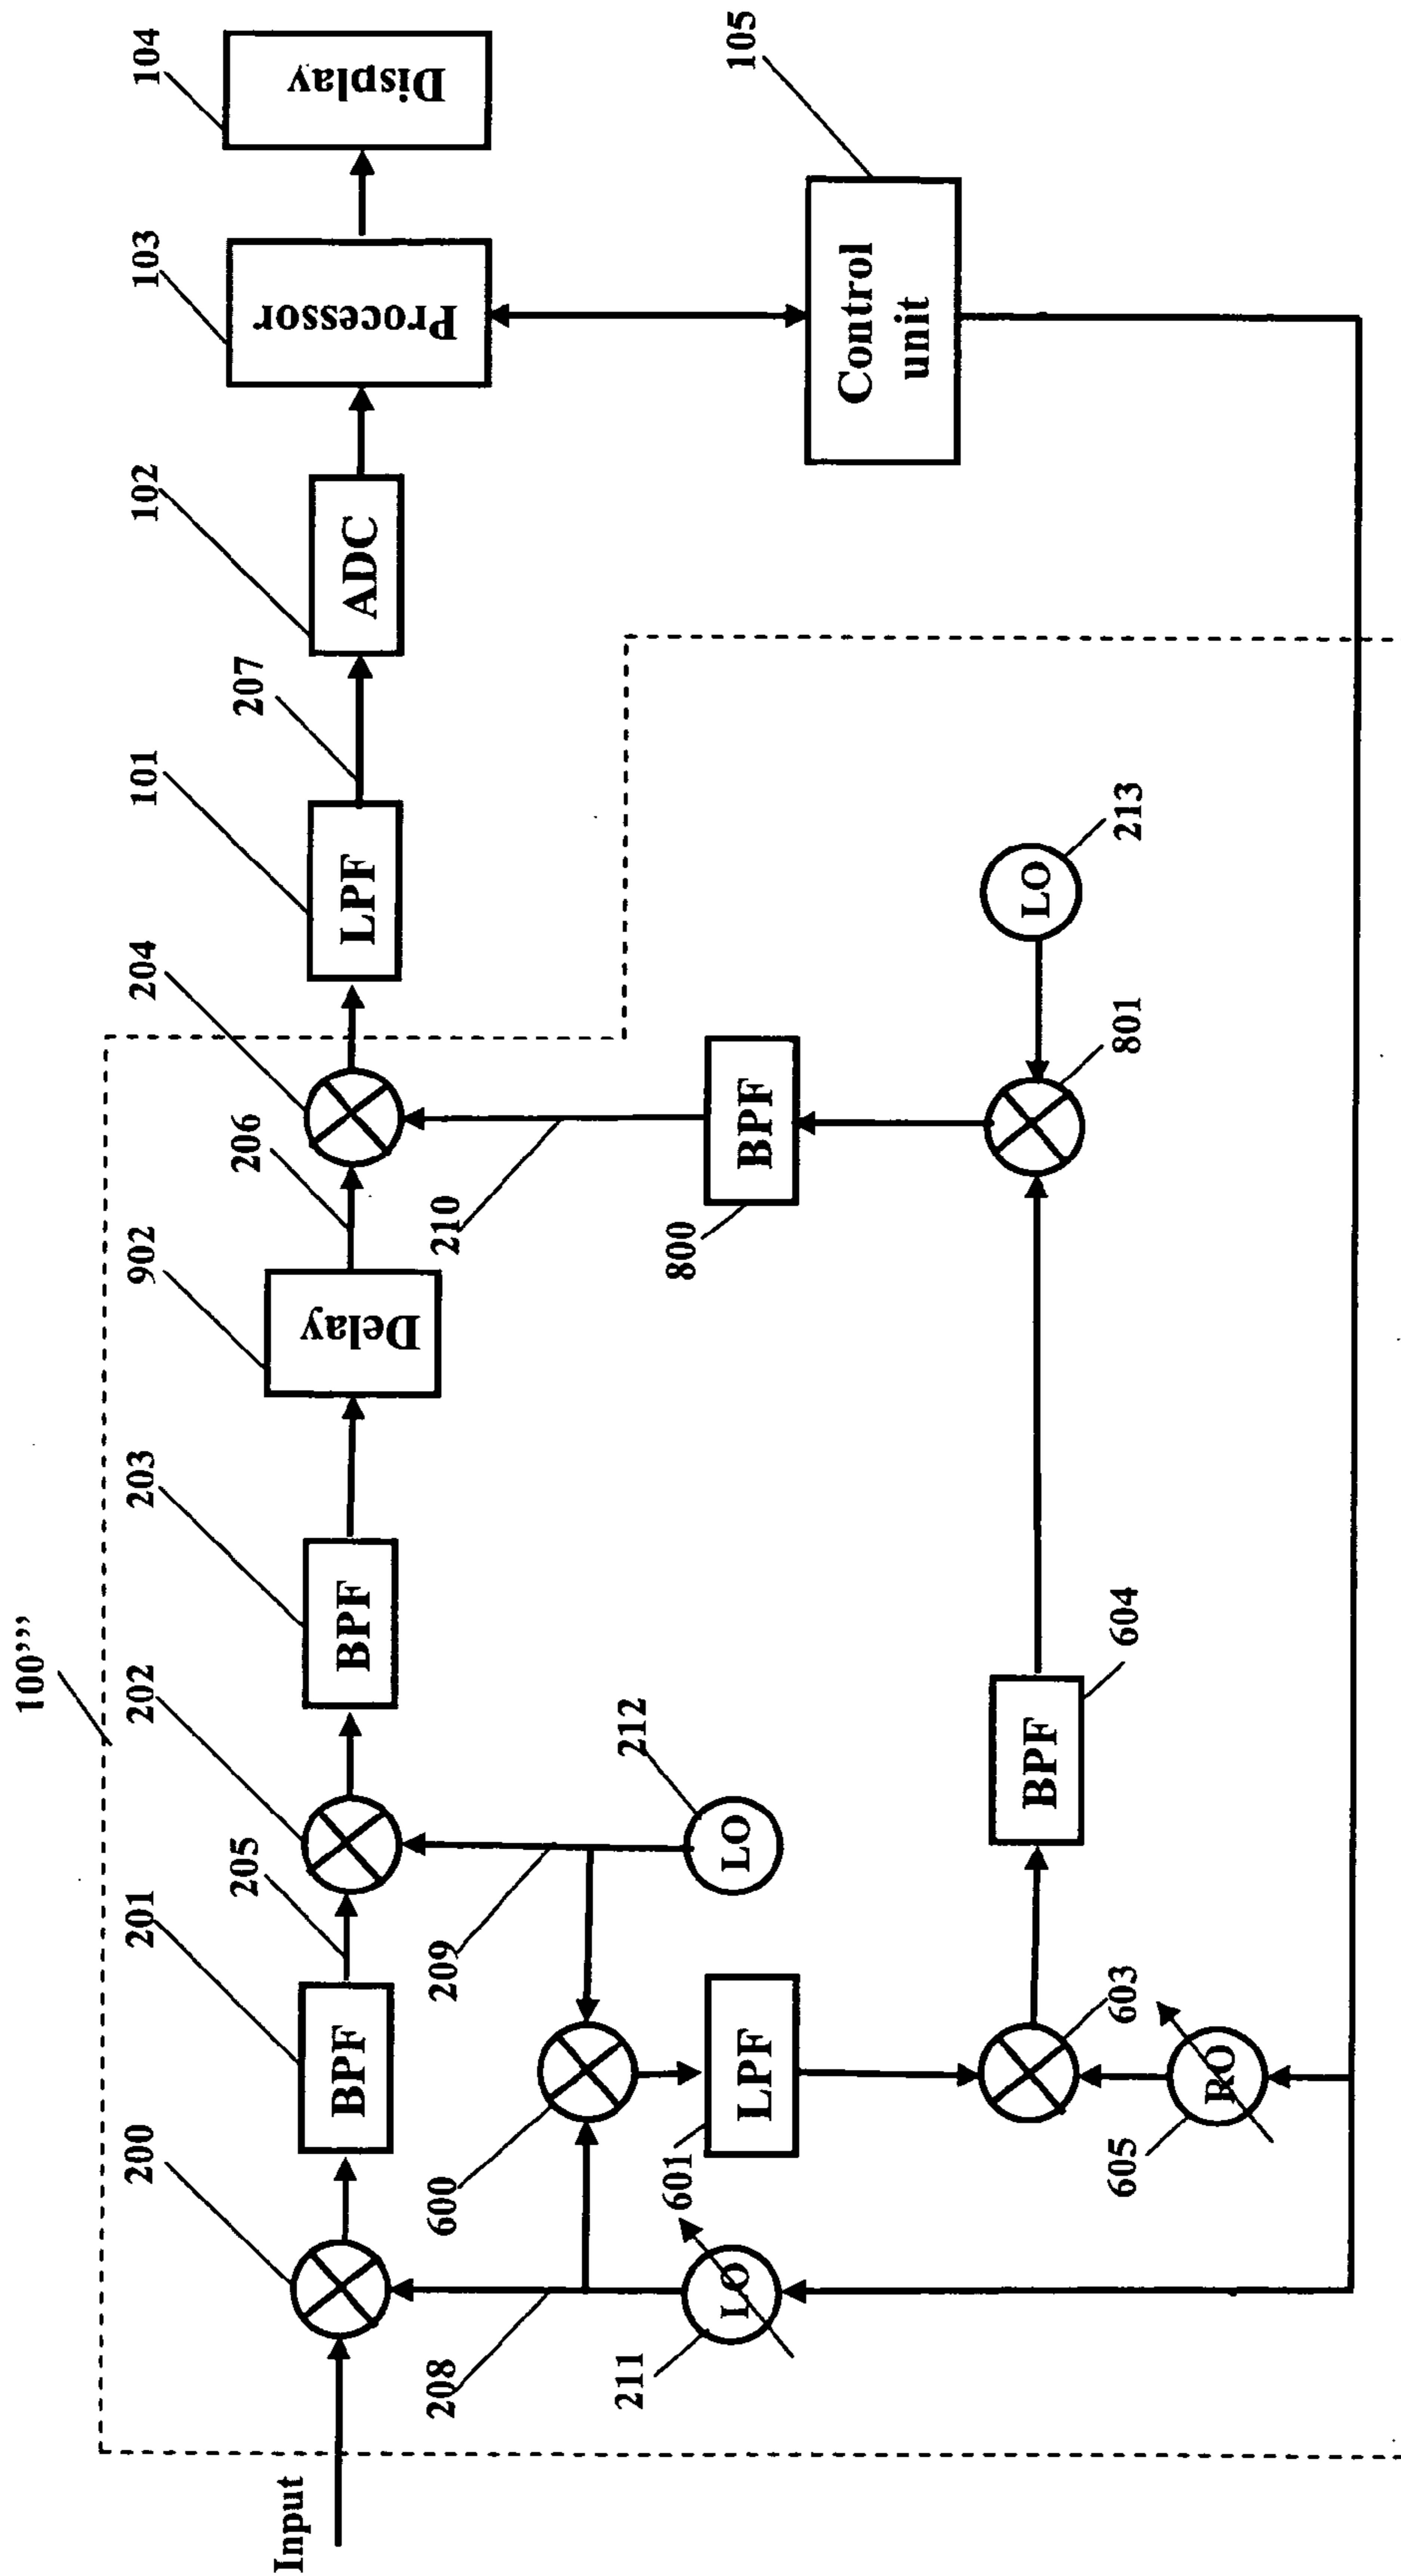 100’’’
104
103
102
101
204
902
203
202
201
200
Display
Processor
ADC
207
LPF
206
Delay
BPF
205
BPF
Input
105
Control
unit
210
BPF
800
212
LO
209
600
LPF
601
208
LO
211
213
LO
801
604
BPF
603
RO
605